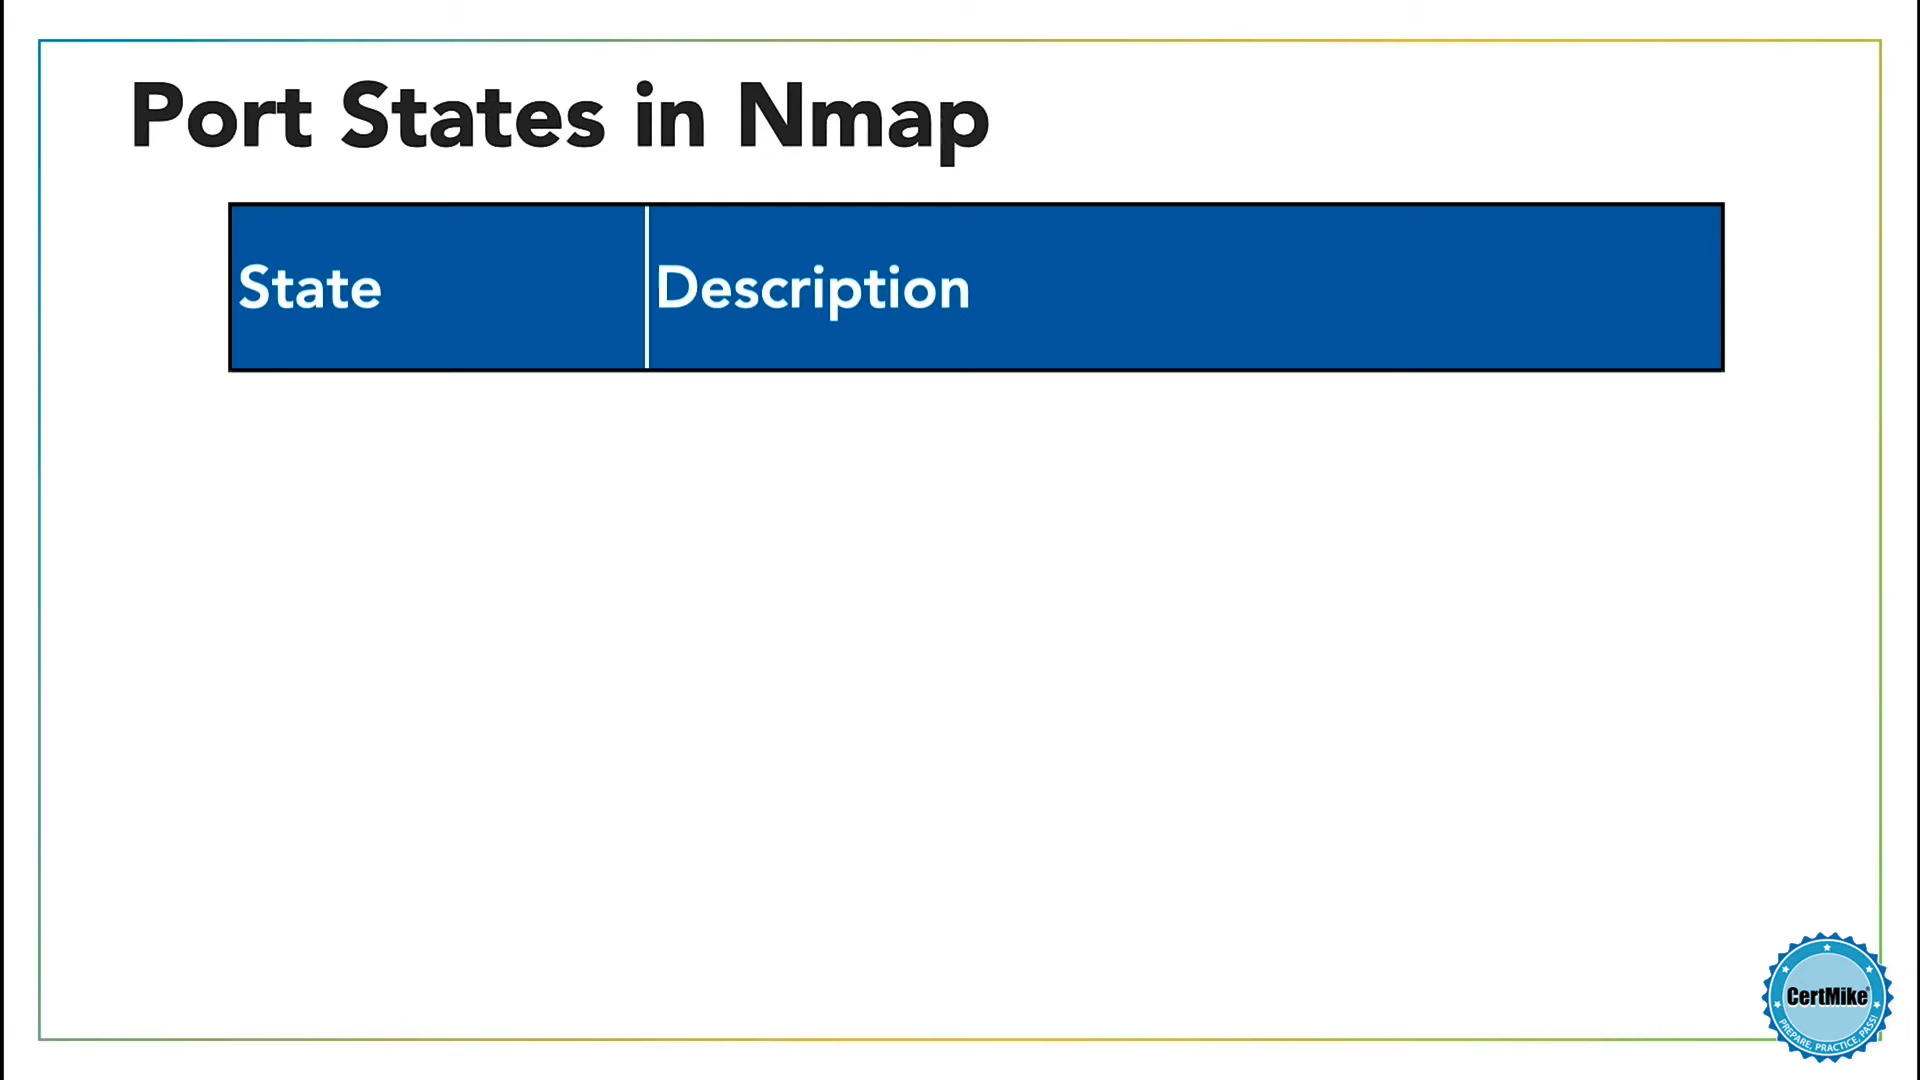 Port States in Nmap
State Description
CertMike®
PREPARE, PRACTICE, PASS!